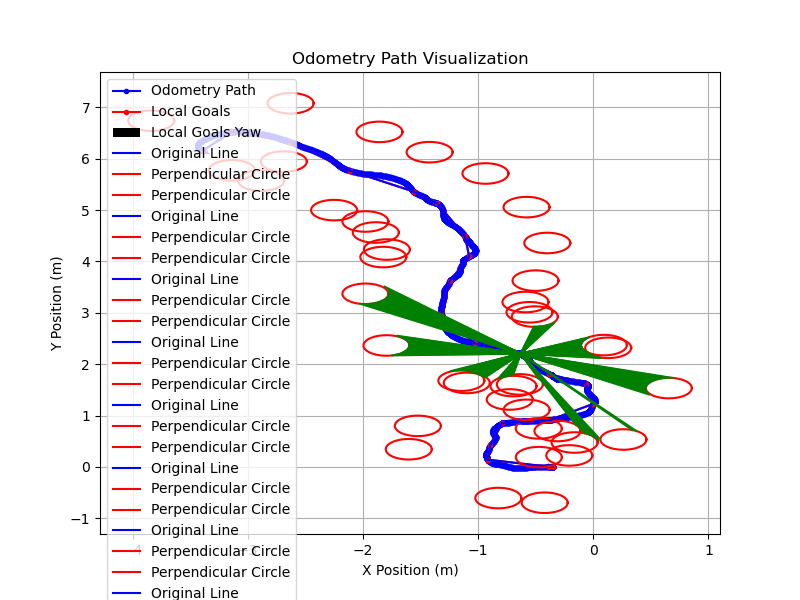 Odometry Path Visualization
Y Position (m)
7
6
5
4
3
2
1
0
−1
Odometry Path
Local Goals
Local Goals Yaw
Original Line
Perpendicular Circle
Perpendicular Circle
Original Line
Perpendicular Circle
Perpendicular Circle
Original Line
Perpendicular Circle
Perpendicular Circle
Original Line
Perpendicular Circle
Perpendicular Circle
Original Line
Perpendicular Circle
Perpendicular Circle
Original Line
Perpendicular Circle
Perpendicular Circle
Original Line
Perpendicular Circle
Perpendicular Circle
Original Line
−2
−1
0
1
X Position (m)